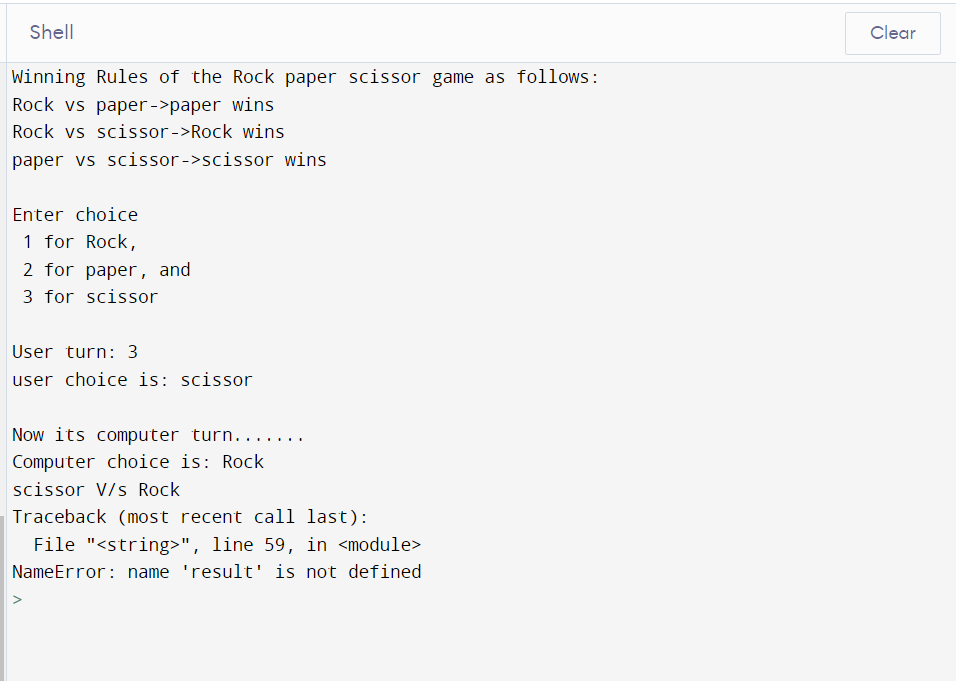 Shell
Clear
Winning Rules of the Rock paper scissor game as follows:
Rock vs paper->paper wins
Rock vs scissor->Rock wins
paper vs scissor->scissor wins
Enter choice
 1 for Rock,
 2 for paper, and
 3 for scissor
User turn: 3
user choice is: scissor
Now its computer turn.......
Computer choice is: Rock
scissor V/s Rock
Traceback (most recent call last):
  File "<string>", line 59, in <module>
NameError: name 'result' is not defined
>